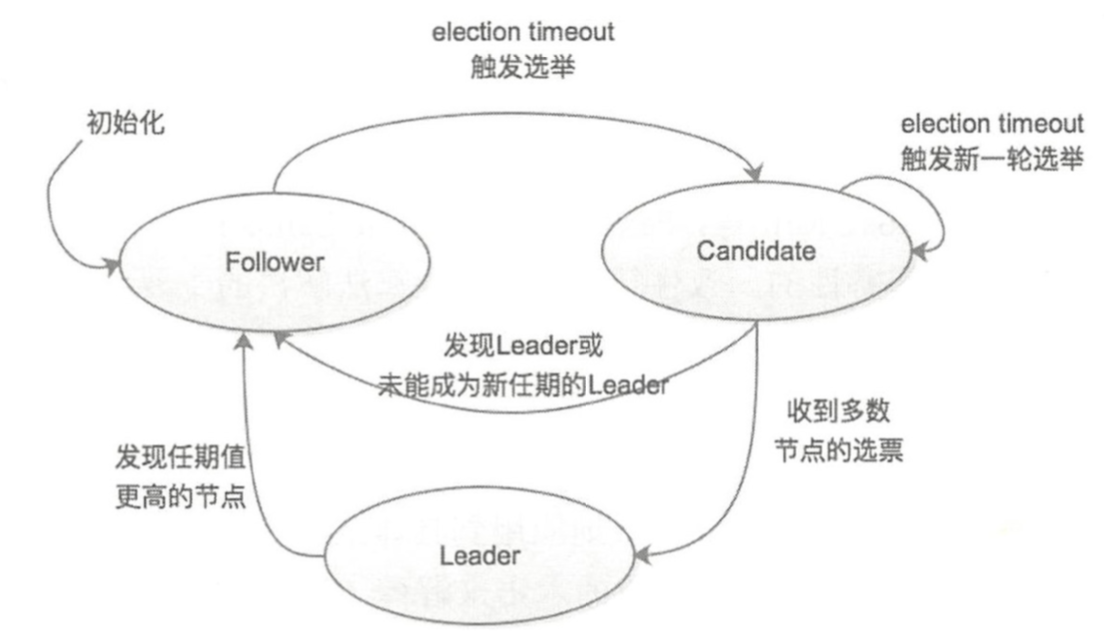 election timeout
触发选举
初始化
election timeout
触发新一轮选举
Follower
Candidate
发现Leader或
未能成为新任期的Leader
收到多数
节点的选票
发现任期值
更高的节点
Leader